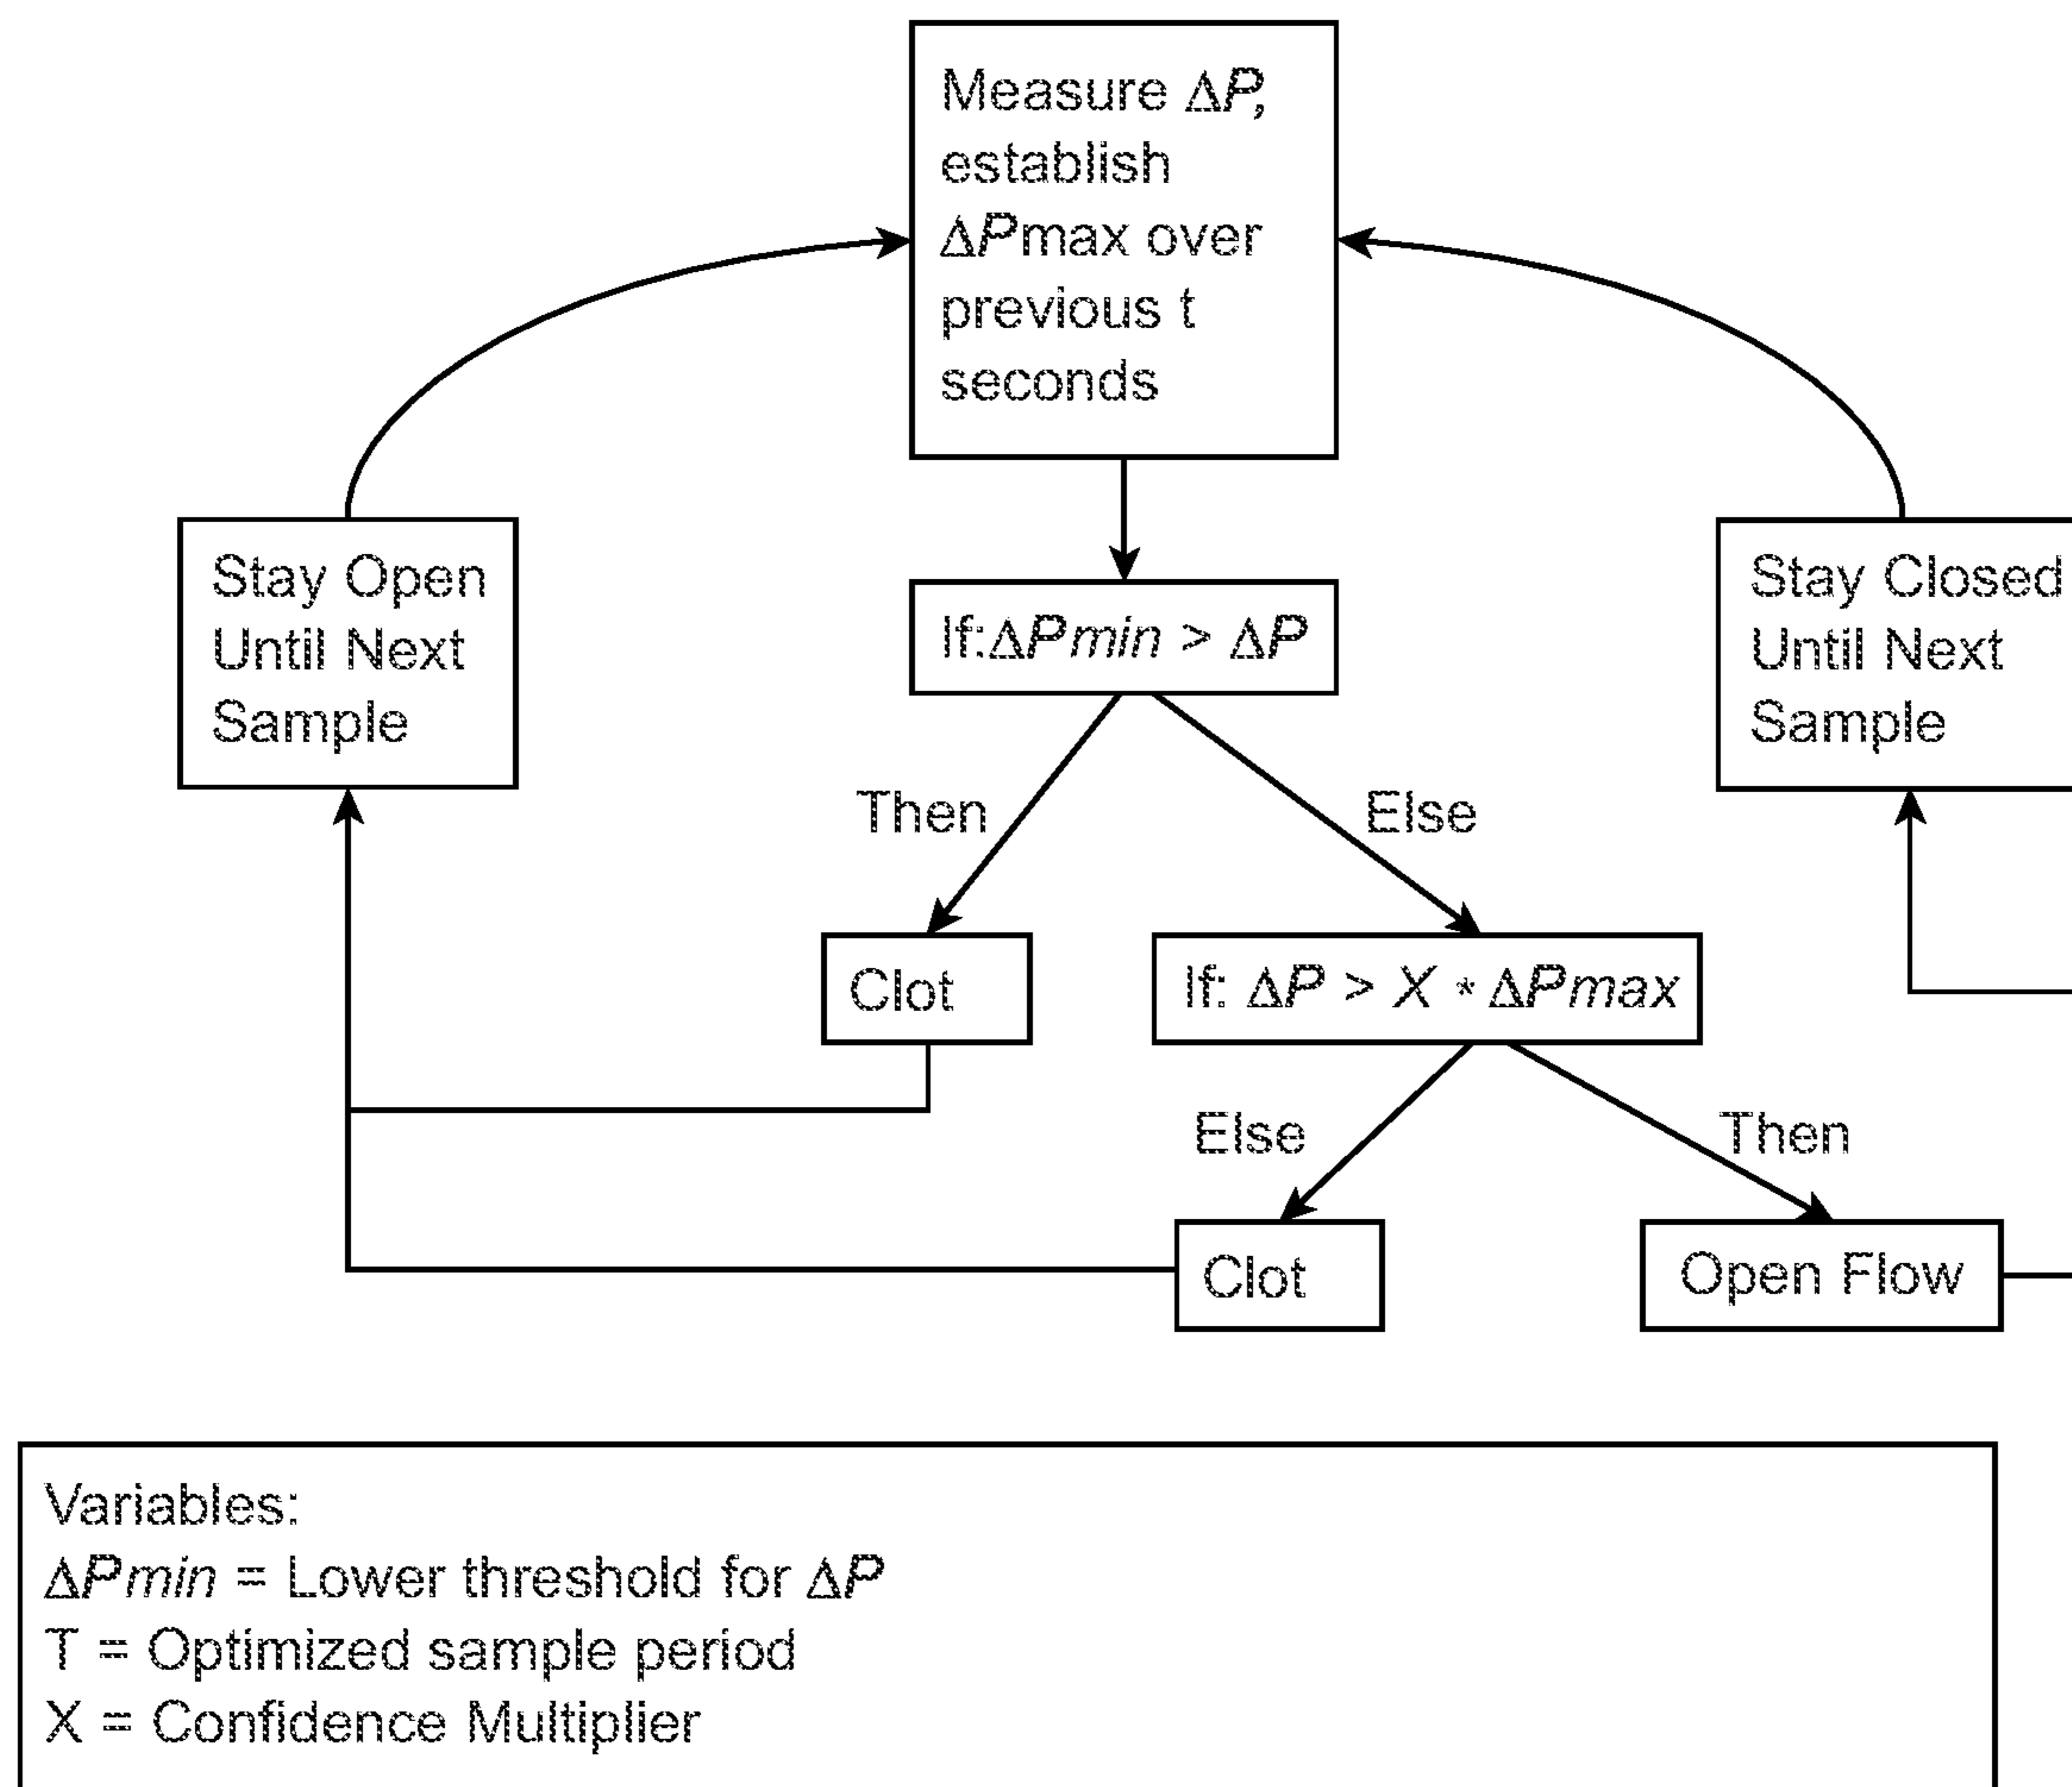 Measure ΔP,
establish
ΔPmax over
previous t
seconds
Stay Open
Until Next
Sample
If:ΔPmin > ΔP
Stay Closed
Until Next
Sample
Then
Else
Clot
If: ΔP > X * ΔPmax
Else
Then
Clot
Open Flow
Variables:
ΔPmin = Lower threshold for ΔP
T = Optimized sample period
X = Confidence Multiplier